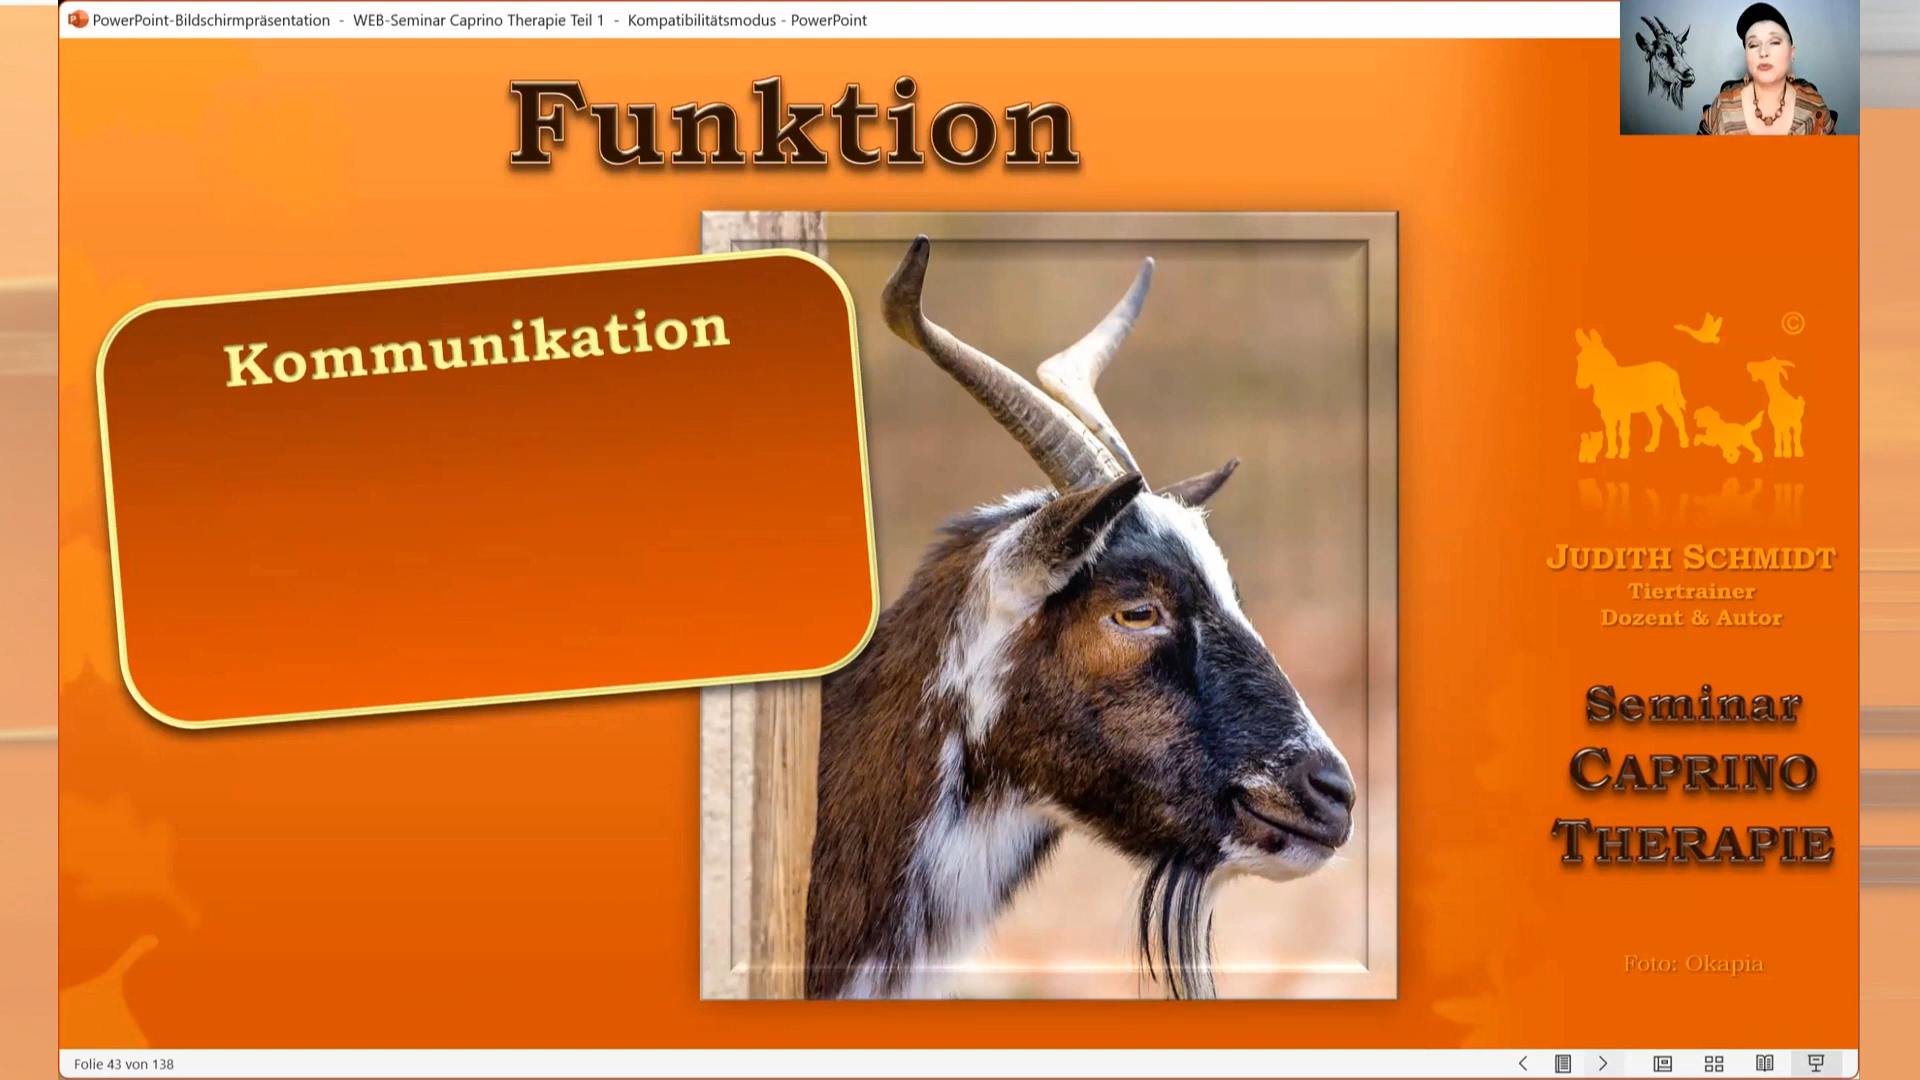 PowerPoint-Bildschirmpräsentation - WEB-Seminar Caprino Therapie Teil 1 - Kompatibilitätsmodus - PowerPoint
Funktion
Kommunikation
©
JUDITH SCHMIDT
Tiertrainer
Dozent & Autor
Seminar
CAPRINO
THERAPIE
Foto: Okapia
Folie 43 von 138